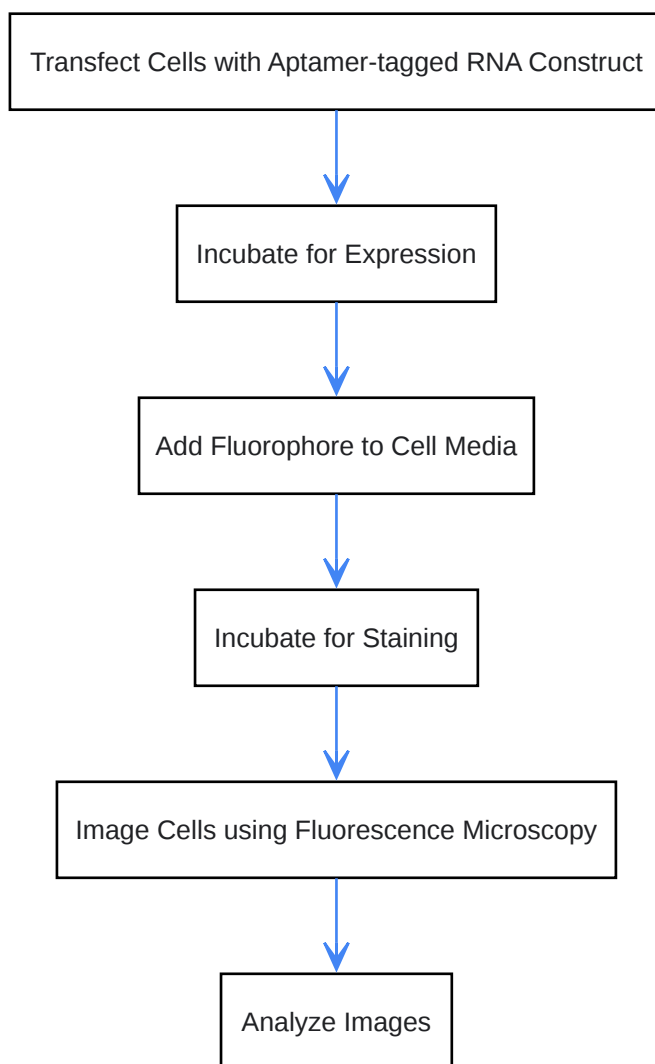 Transfect Cells with Aptamer-tagged RNA Construct
Incubate for Expression
Add Fluorophore to Cell Media
Incubate for Staining
Image Cells using Fluorescence Microscopy
Analyze Images